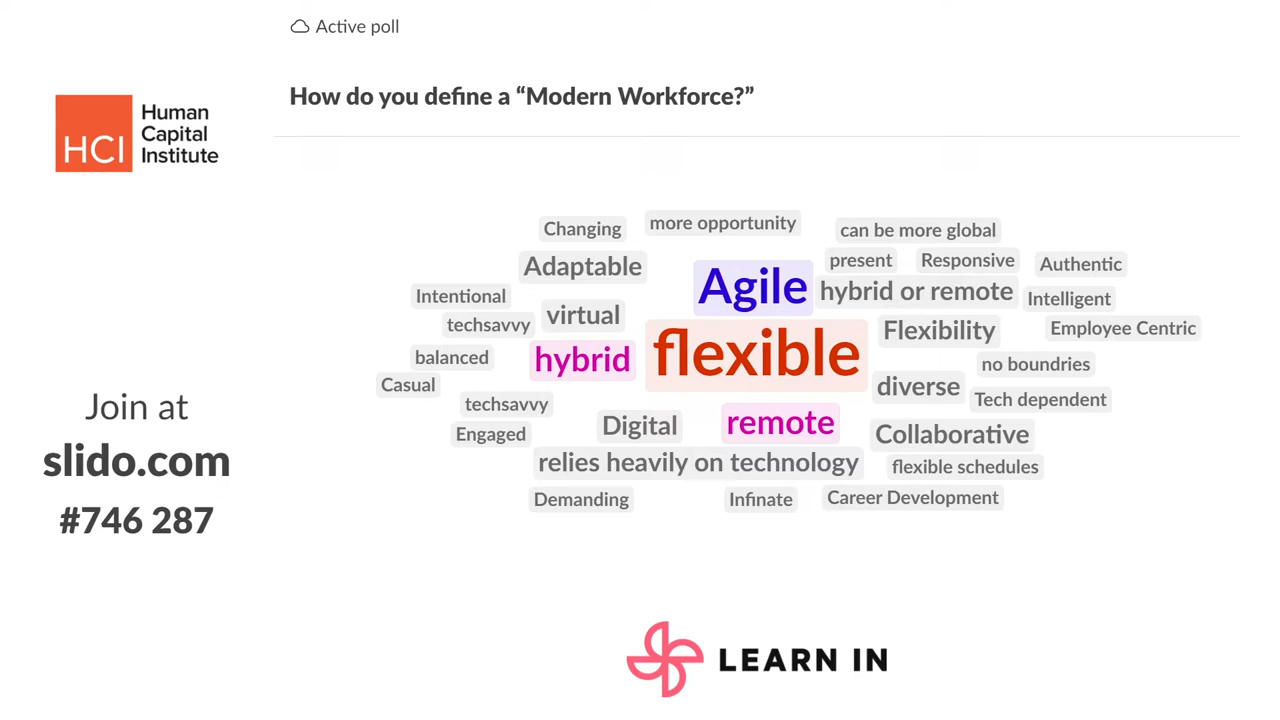 Active poll
How do you define a “Modern Workforce?”
HCI
Human
Capital
Institute
Join at
slido.com
#746 287
Changing
more opportunity
can be more global
Adaptable
Agile
present
Responsive
Authentic
Intentional
hybrid or remote
Intelligent
techsavvy
virtual
Flexibility
Employee Centric
balanced
hybrid
flexible
no boundries
Casual
diverse
Tech dependent
techsavvy
Engaged
Digital
remote
Collaborative
relies heavily on technology
flexible schedules
Demanding
Infinate
Career Development
LEARN IN